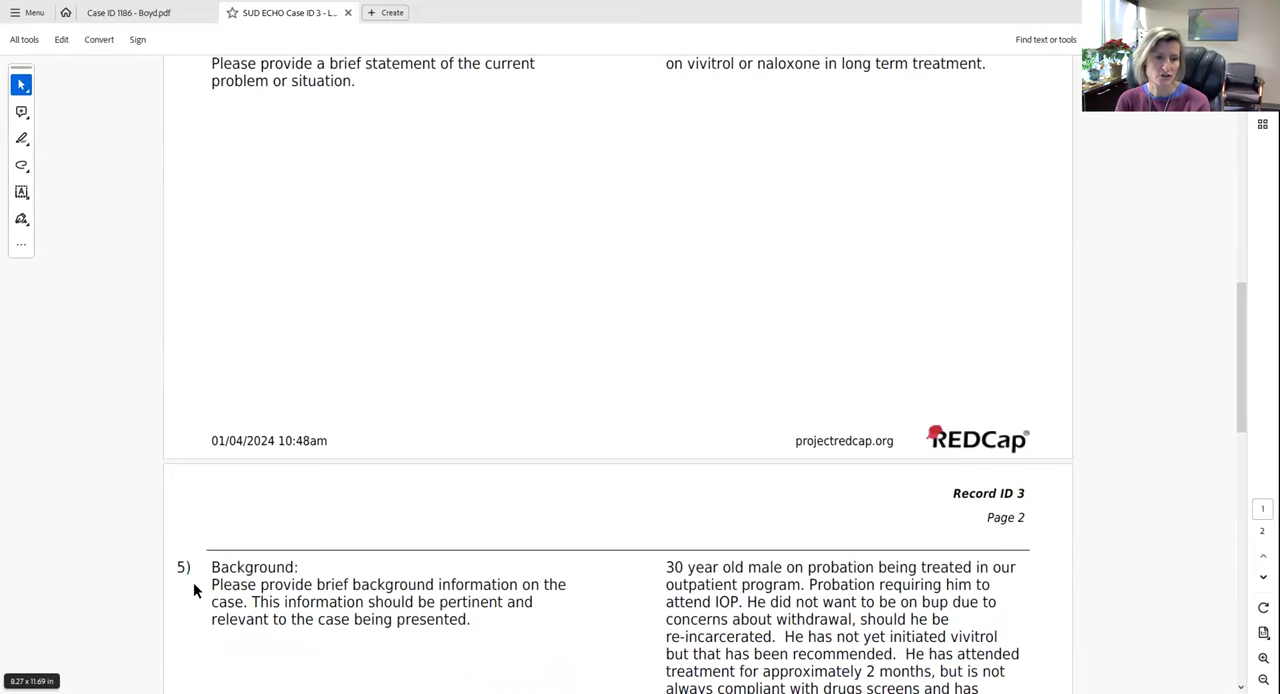 Menu
Case ID 1186 - Boyd.pdf
SUD ECHO Case ID 3 - L...
Create
All tools
Edit
Convert
Sign
Find text or tools
Please provide a brief statement of the current
problem or situation.
on vivitrol or naloxone in long term treatment.
01/04/2024 10:48am
projectredcap.org
REDCap
Record ID 3
Page 2
5)
Background:
Please provide brief background information on the
case. This information should be pertinent and
relevant to the case being presented.
30 year old male on probation being treated in our
outpatient program. Probation requiring him to
attend IOP. He did not want to be on bup due to
concerns about withdrawal, should he be
re-incarcerated. He has not yet initiated vivitrol
but that has been recommended. He has attended
treatment for approximately 2 months, but is not
always compliant with drugs screens and has
1
2
8.27 x 11.69 in